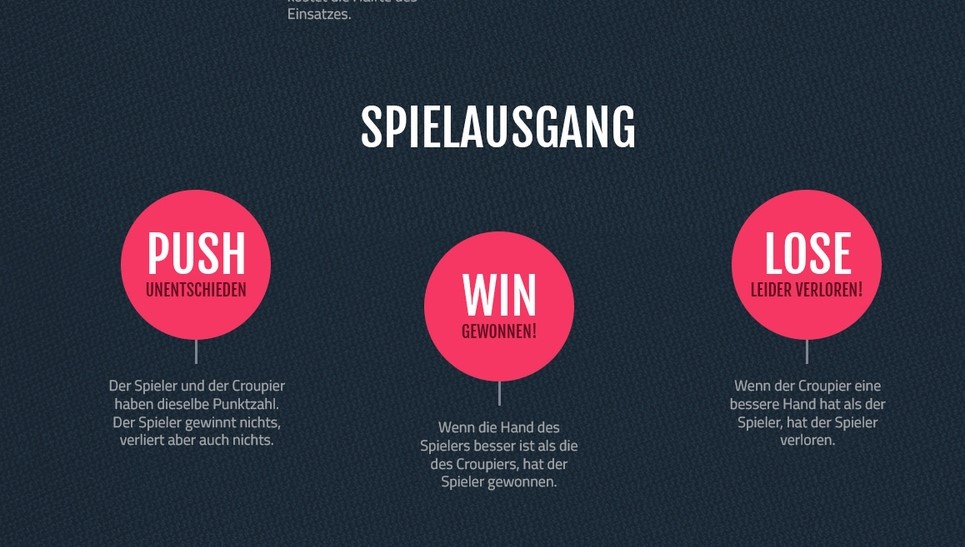 Einsatzes.
SPIELAUSGANG
PUSH
UNENTSCHIEDEN
Der Spieler und der Croupier
haben dieselbe Punktzahl.
Der Spieler gewinnt nichts,
verliert aber auch nichts.
WIN
GEWONNEN!
Wenn die Hand des
Spielers besser ist als die
des Croupiers, hat der
Spieler gewonnen.
LOSE
LEIDER VERLOREN!
Wenn der Croupier eine
bessere Hand hat als der
Spieler, hat der Spieler
verloren.